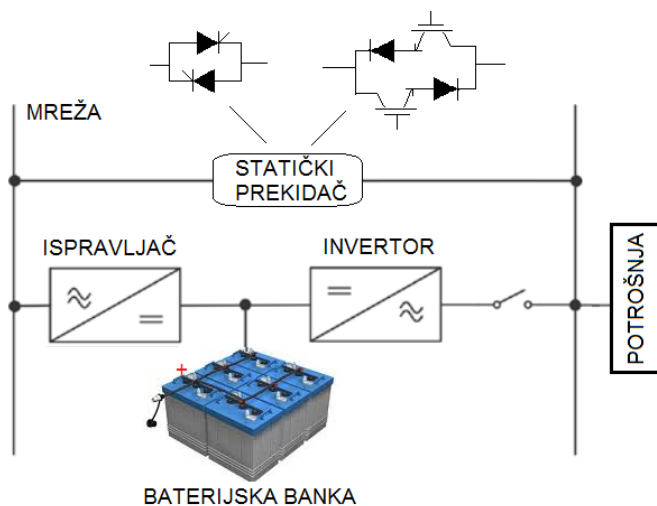 MREŽA
STATIČKI
PREKIDAČ
ISPRAVLJAČ
INVERTOR
POTROŠNJA
+
BATERIJSKA BANKA